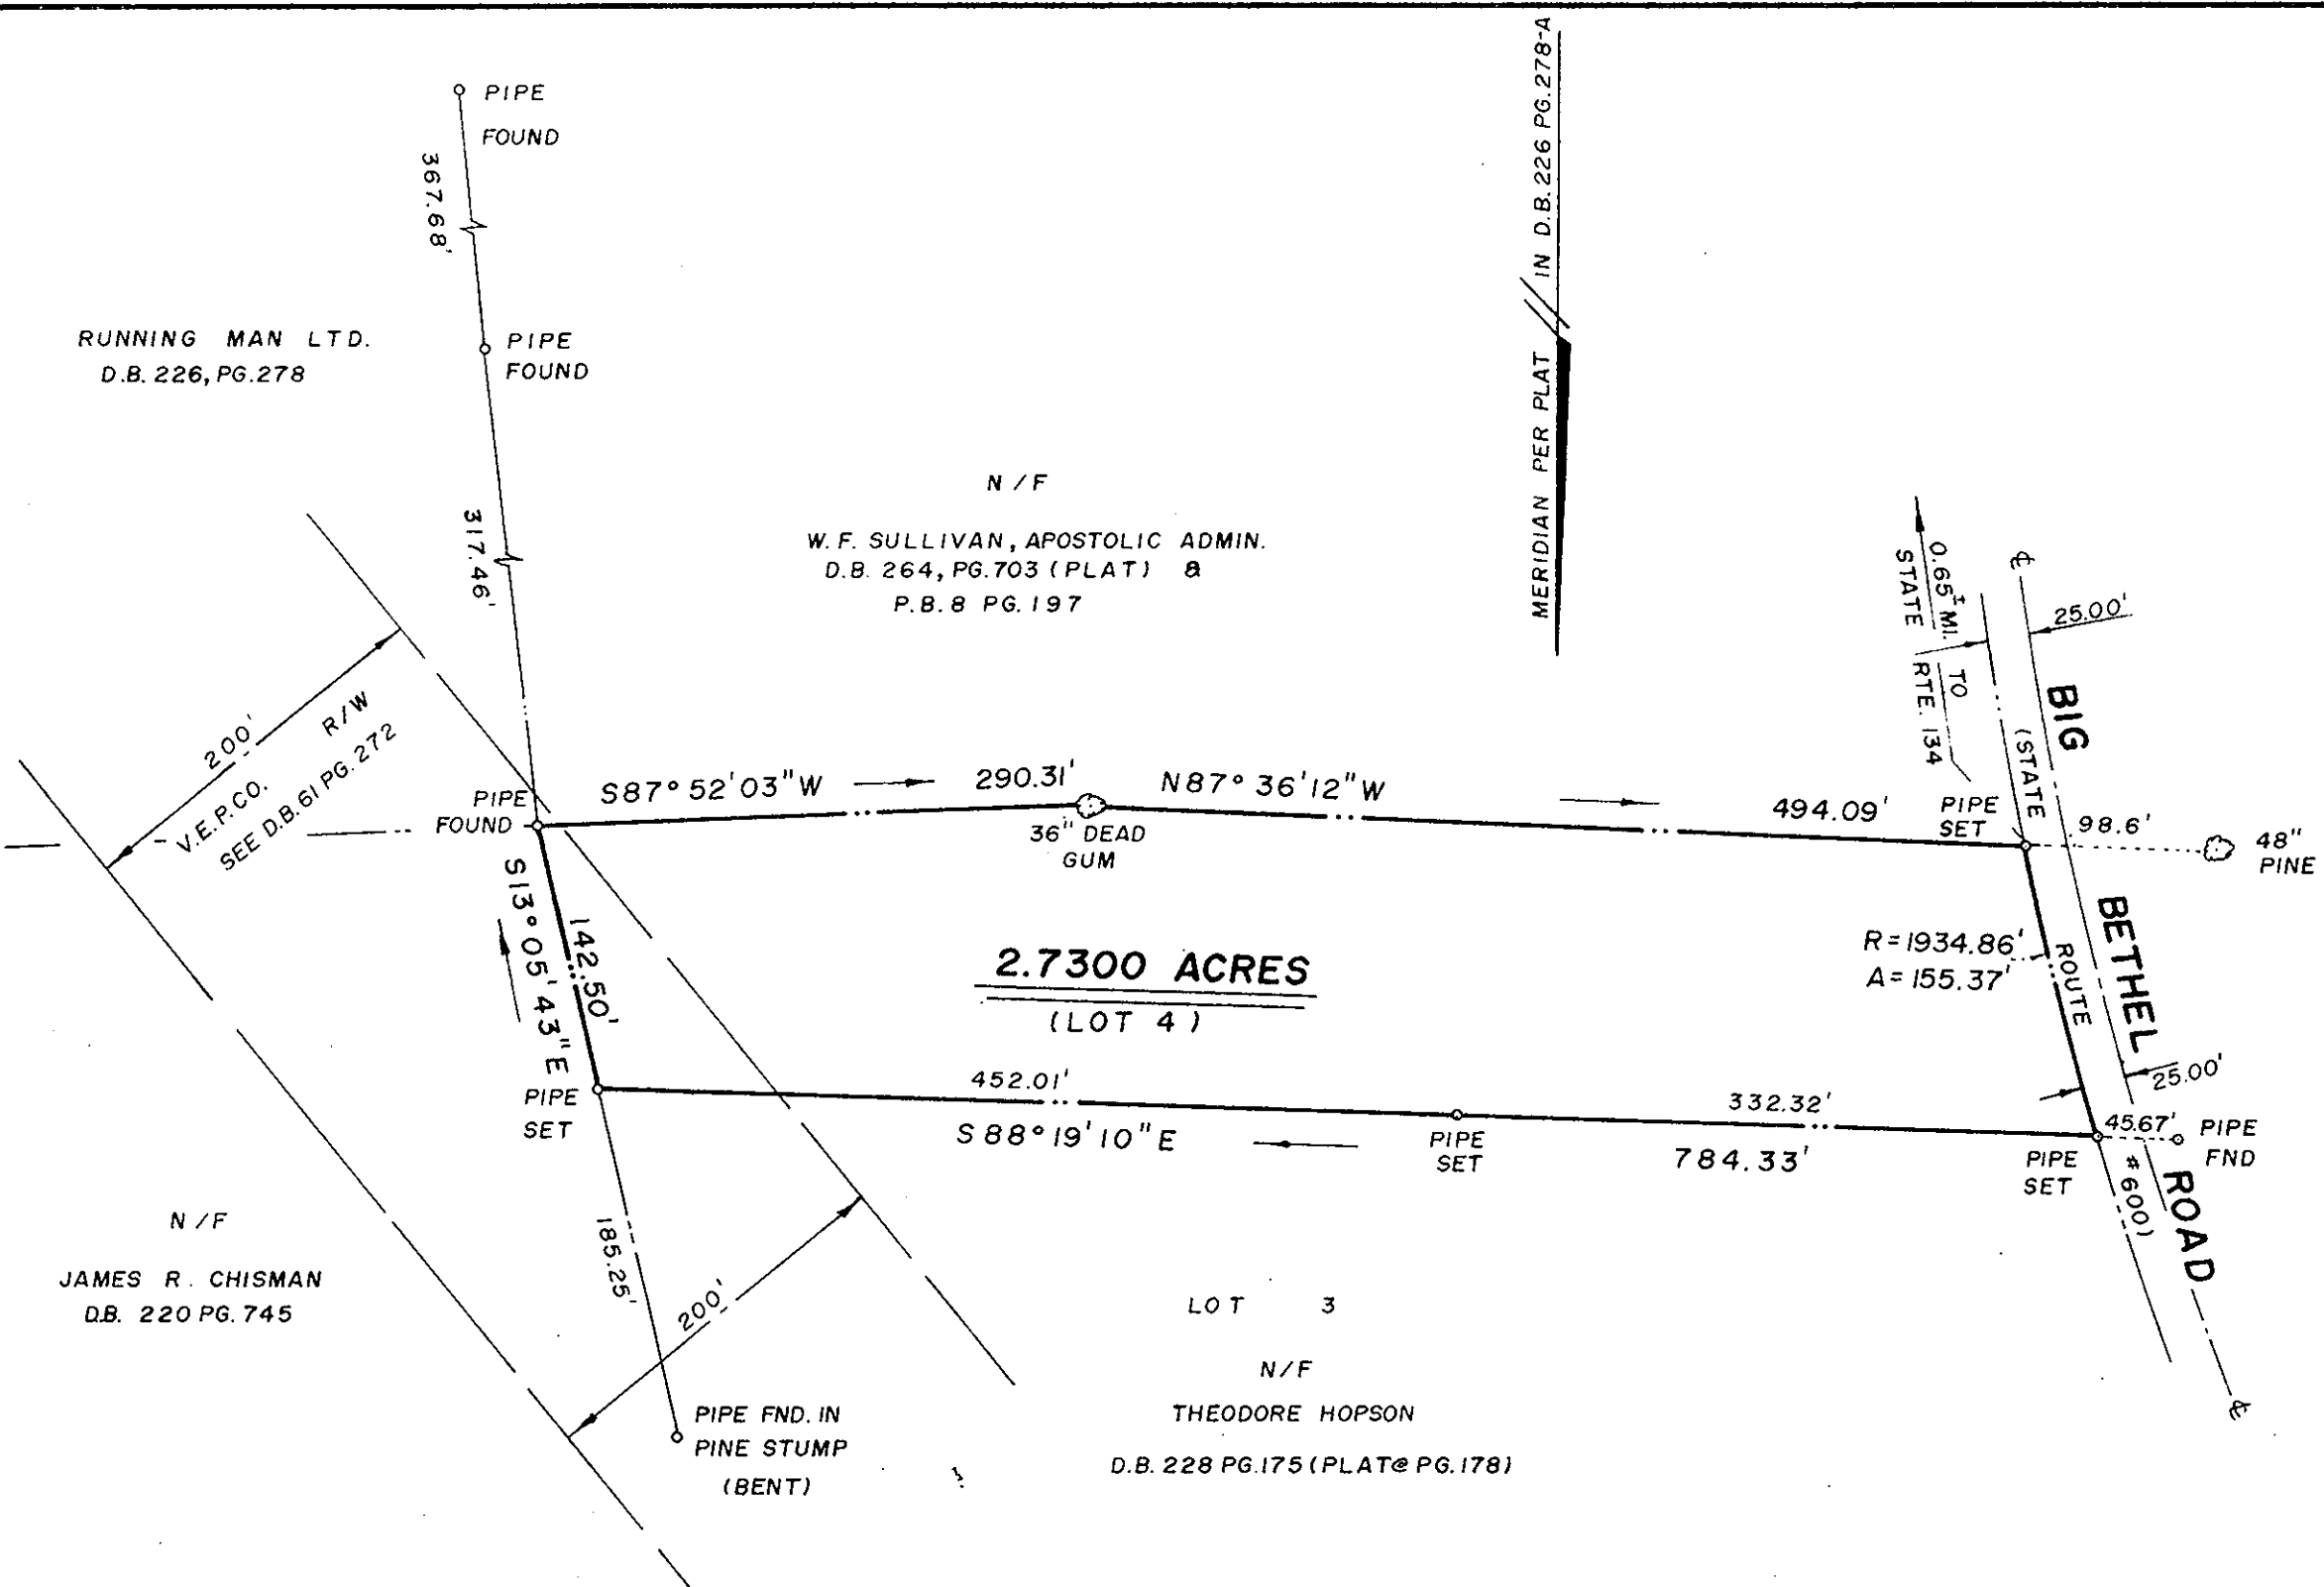 PIPE
FOUND
367.68'
MERIDIAN PER PLAT IN D.B. 226 PG. 278-A
RUNNING MAN LTD.
D.B. 226, PG. 278
PIPE
FOUND
317.46'
N/F
W. F. SULLIVAN, APOSTOLIC ADMIN.
D.B. 264, PG. 703 (PLAT) &
P.B. 8 PG. 197
0.65± MI. TO
STATE RTE. 134
25.00'
200'
V.E.P.CO. R/W
SEE D.B. 61 PG. 272
PIPE
FOUND
S87°52'03"W
290.31'
N87°36'12"W
494.09'
36" DEAD
GUM
PIPE
SET
98.6'
48"
PINE
BIG BETHEL ROAD
(STATE ROUTE #600)
S13°05'43"E
142.50'
2.7300 ACRES
(LOT 4)
R=1934.86'
A=155.37'
25.00'
PIPE
SET
452.01'
S88°19'10"E
PIPE
SET
332.32'
784.33'
PIPE
SET
45.67'
PIPE
FND
185.25'
200'
N/F
JAMES R. CHISMAN
D.B. 220 PG. 745
PIPE FND. IN
PINE STUMP
(BENT)
LOT 3
N/F
THEODORE HOPSON
D.B. 228 PG. 175 (PLAT@ PG. 178)